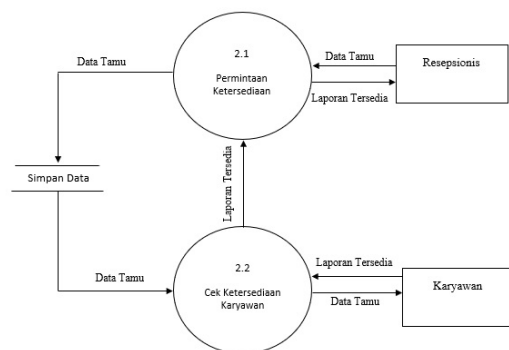 2.1
Permintaan
Ketersediaan
Data Tamu
Data Tamu
Resepsionis
Laporan Tersedia
Simpan Data
Laporan Tersedia
2.2
Cek Ketersediaan
Karyawan
Data Tamu
Laporan Tersedia
Data Tamu
Karyawan